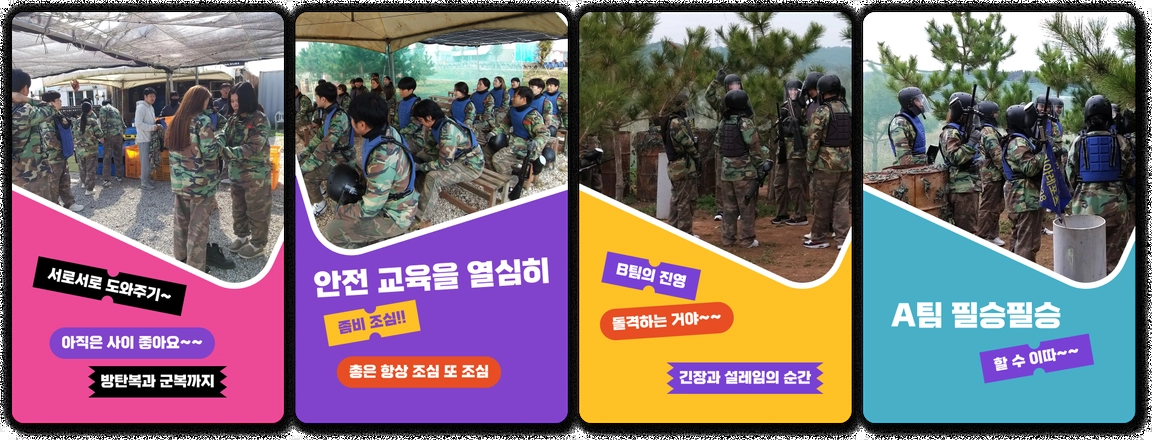 서로서로 도와주기~
아직은 사이 좋아요~~
방탄복과 군복까지
안전 교육을 열심히
좀비 조심!!
총은 항상 조심 또 조심
B팀의 진영
돌격하는 거야~~
긴장과 설레임의 순간
A팀 필승필승
할 수 이따~~